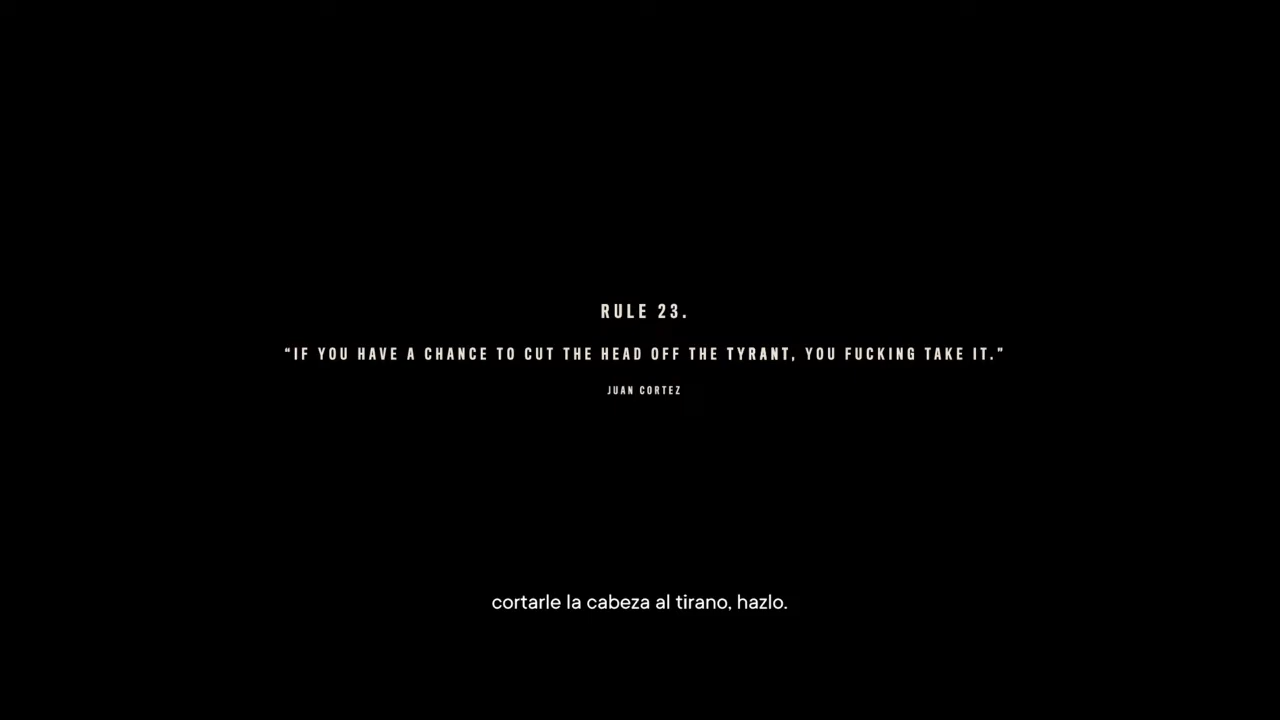 RULE 23.
“IF YOU HAVE A CHANCE TO CUT THE HEAD OFF THE TYRANT, YOU FUCKING TAKE IT.”
JUAN CORTEZ
cortarle la cabeza al tirano, hazlo.